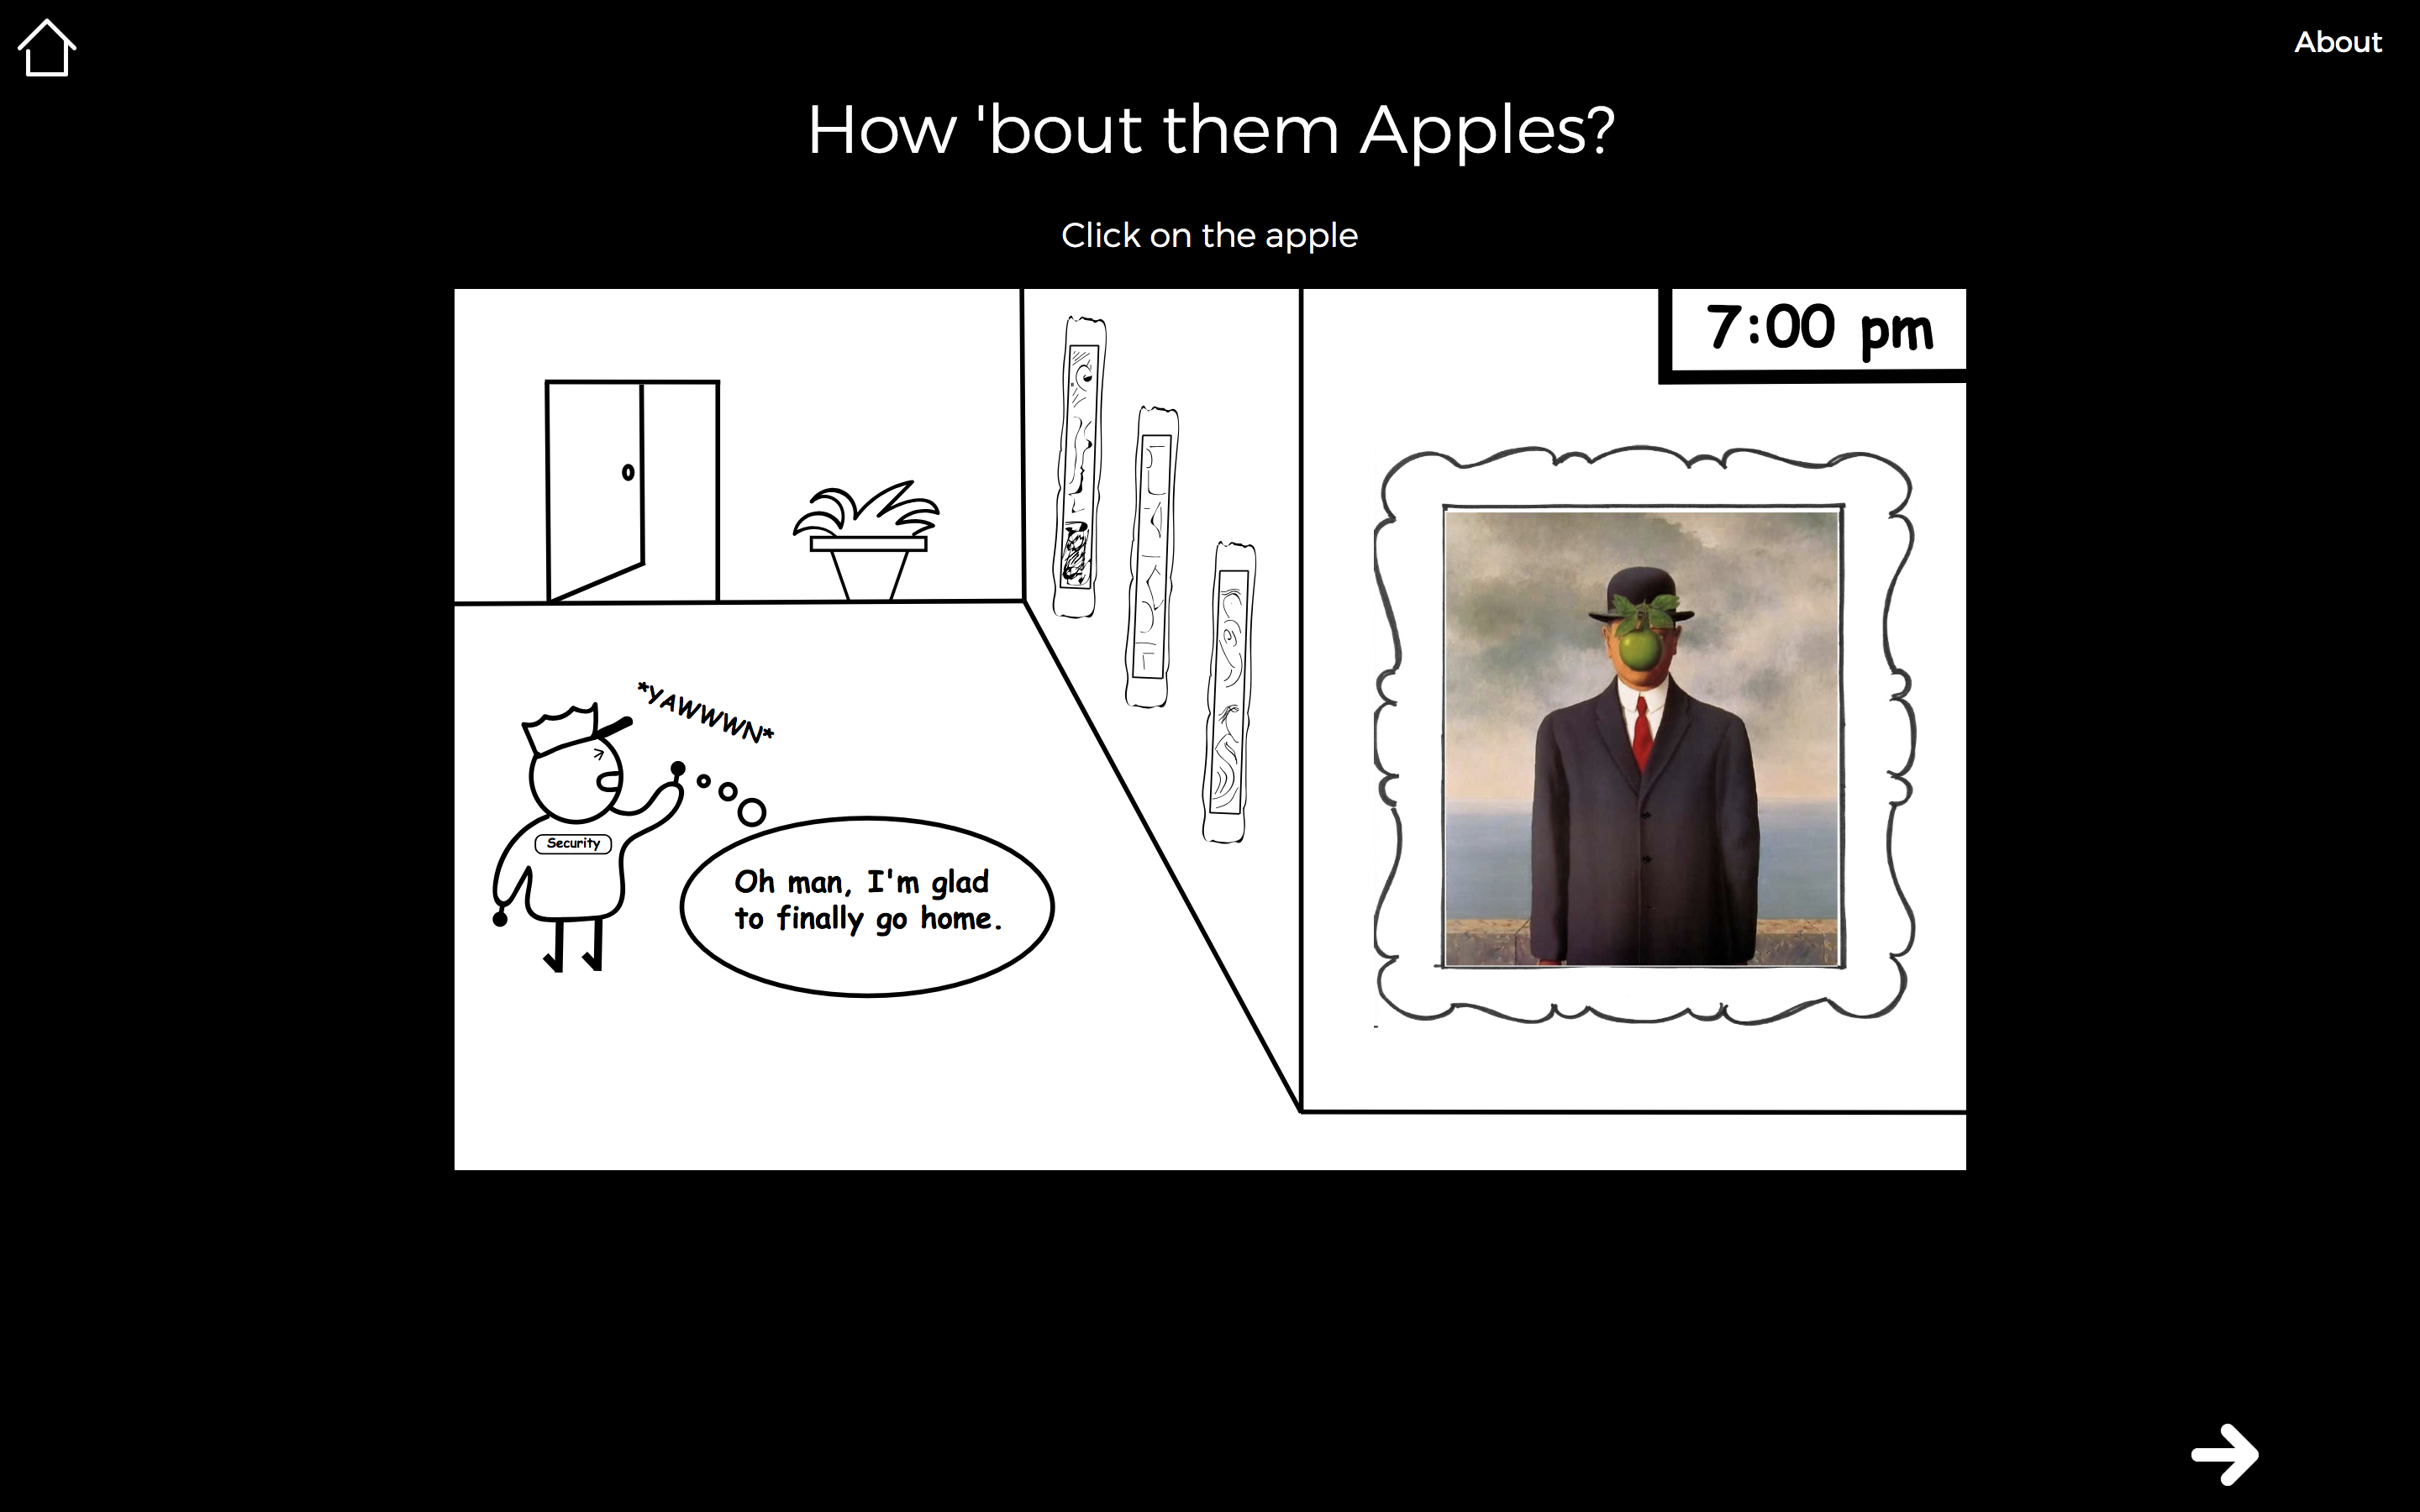 About
How 'bout them Apples?
Click on the apple
7:00 pm
*YAWWWN*
Security
Oh man, I'm glad
to finally go home.